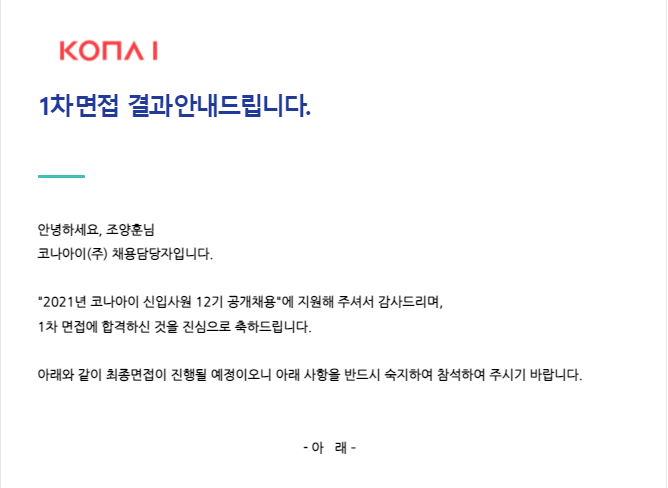 KONA I
1차면접 결과안내드립니다.
안녕하세요, 조양훈님
코나아이(주) 채용담당자입니다.
"2021년 코나아이 신입사원 12기 공개채용"에 지원해 주셔서 감사드리며,
1차 면접에 합격하신 것을 진심으로 축하드립니다.
아래와 같이 최종면접이 진행될 예정이오니 아래 사항을 반드시 숙지하여 참석하여 주시기 바랍니다.
- 아 래 -